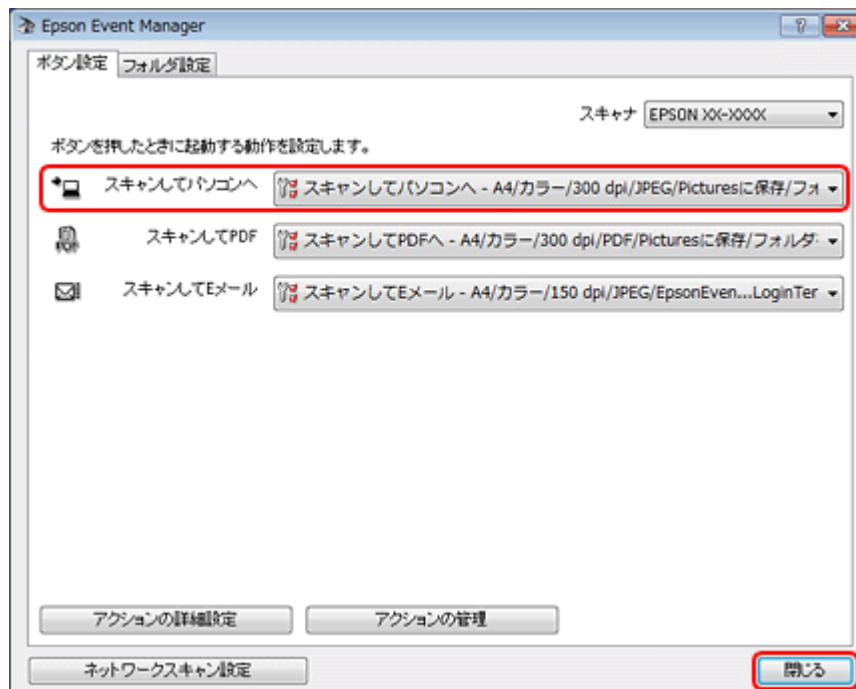 Epson Event Manager
ボタン設定 フォルダ設定
スキャナ EPSON XX-XXXX
ボタンを押したときに起動する動作を設定します。
スキャンしてパソコンへ スキャンしてパソコンへ - A4/カラー/300 dpi/JPEG/Picturesに保存/フォ
スキャンしてPDF スキャンしてPDFへ - A4/カラー/300 dpi/PDF/Picturesに保存/フォルダ
スキャンしてEメール スキャンしてEメール - A4/カラー/150 dpi/JPEG/EpsonEven...LoginTer
アクションの詳細設定 アクションの管理
ネットワークスキャン設定 閉じる